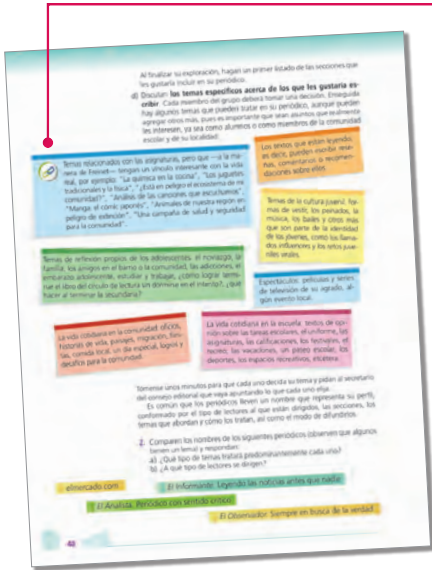 Al finalizar su exploración, hagan un primer listado de las secciones que
les gustaría incluir en su periódico.
d) Discutan los temas específicos acerca de los que les gustaría es-
cribir. Cada miembro del grupo deberá tomar una decisión. Enseguida
hay algunos temas que pueden tratar en su periódico, aunque pueden
agregar otros más, pues es importante que sean asuntos que realmente
les interesen, ya sea como alumnos o como miembros de la comunidad
escolar y de su localidad.
Temas relacionados con las asignaturas, pero que —a la ma-
nera de Freinet— tengan un vínculo interesante con la vida
real, por ejemplo: "La química en la cocina", "Los juguetes
tradicionales y la física", "¿Está en peligro el ecosistema de mi
comunidad?", "Análisis de las canciones que escuchamos",
"Manga: el cómic japonés", "Animales de nuestra región en
peligro de extinción", "Una campaña de salud y seguridad
para la comunidad".
Los textos que estén leyendo,
es decir, pueden escribir rese-
ñas, comentarios o recomen-
daciones sobre ellos.
Temas de la cultura juvenil: for-
mas de vestir, los peinados, la
música, los bailes y otros más
que son parte de la identidad
de los jóvenes, como los llama-
dos influencers y los retos juve-
niles virales.
Temas de reflexión propios de los adolescentes: el noviazgo, la
familia, los amigos en el barrio o la comunidad, las adicciones, el
embarazo adolescente, estudiar y trabajar, ¿cómo lograr termi-
nar el libro del círculo de lectura sin dormirse en el intento?, ¿qué
hacer al terminar la secundaria?
Espectáculos: películas y series
de televisión de su agrado, al-
gún evento local.
La vida cotidiana en la comunidad: oficios,
historias de vida, paisajes, migración, fies-
tas, comida local, un día especial, logros y
desafíos para la comunidad.
La vida cotidiana en la escuela: textos de opi-
nión sobre las tareas escolares, el uniforme, las
asignaturas, las calificaciones, los festivales, el
recreo, las vacaciones, un paseo escolar, los
deportes, los espacios recreativos, etcétera.
Tómense unos minutos para que cada uno decida su tema y pidan al secretario
del consejo editorial que vaya apuntando lo que cada uno elija.
Es común que los periódicos lleven un nombre que representa su perfil,
conformado por el tipo de lectores al que están dirigidos, las secciones, los
temas que abordan y cómo los tratan, así como el modo de difundirlos.
2. Comparen los nombres de los siguientes periódicos (observen que algunos
tienen un lema) y respondan:
a) ¿Qué tipo de temas tratará predominantemente cada uno?
b) ¿A qué tipo de lectores se dirigen?
elmercado.com
El Informante. Leyendo las noticias antes que nadie
El Analista. Periódico con sentido crítico
El Observador. Siempre en busca de la verdad
48